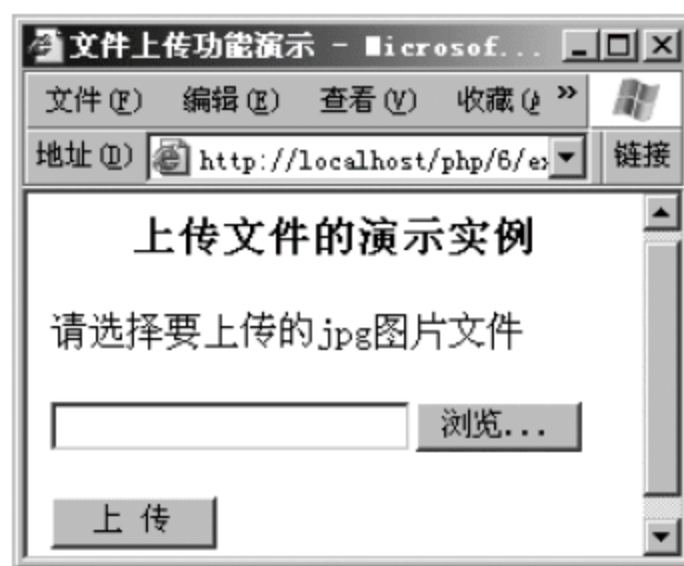 文件上传功能演示 - Microsof...
文件(F) 编辑(E) 查看(V) 收藏(A »
地址(D) http://localhost/php/6/ex 链接
上传文件的演示实例
请选择要上传的jpg图片文件
浏览...
上 传